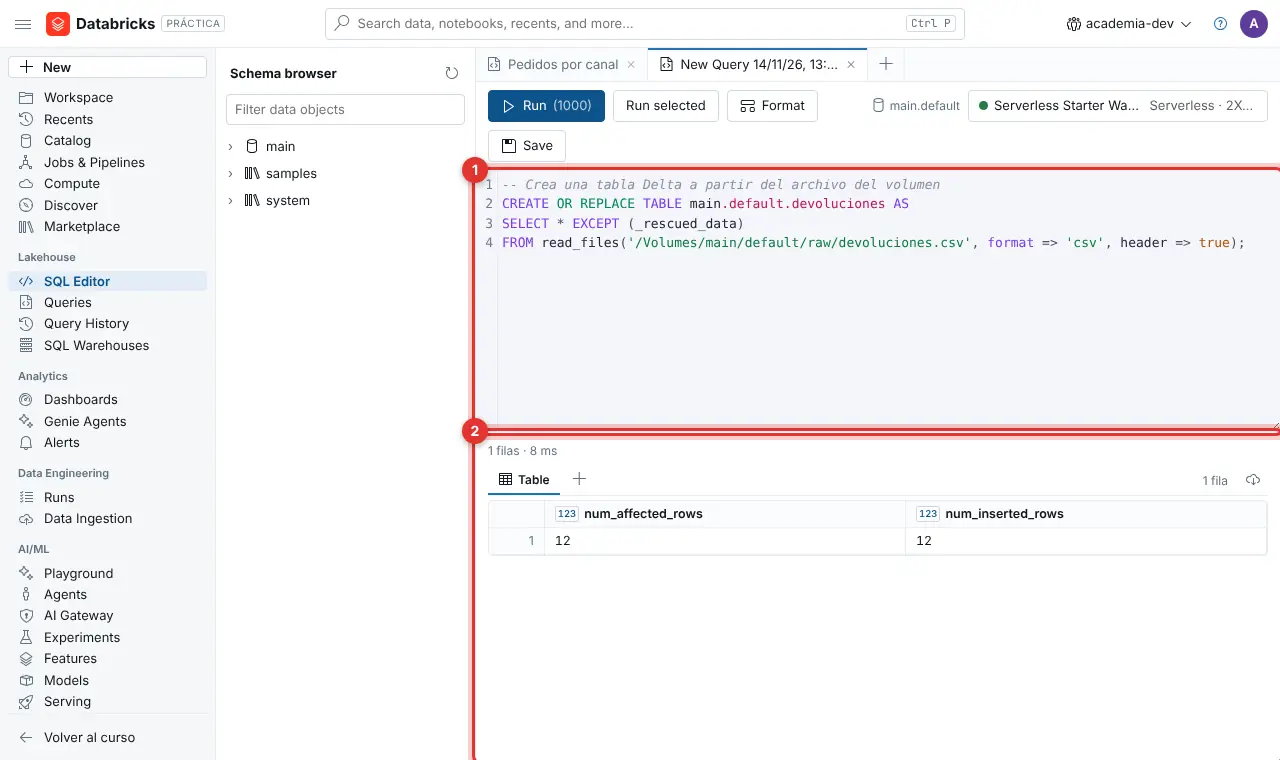 Databricks PRÁCTICA
Search data, notebooks, recents, and more... Ctrl P
academia-dev
? A
New
Workspace
Recents
Catalog
Jobs & Pipelines
Compute
Discover
Marketplace
Lakehouse
SQL Editor
Queries
Query History
SQL Warehouses
Analytics
Dashboards
Genie Agents
Alerts
Data Engineering
Runs
Data Ingestion
AI/ML
Playground
Agents
AI Gateway
Experiments
Features
Models
Serving
Volver al curso
Schema browser
Filter data objects
main
samples
system
Pedidos por canal
New Query 14/11/26, 13:...
Run (1000)
Run selected
Format
main.default
Serverless Starter Wa... Serverless · 2X...
Save
1
1 -- Crea una tabla Delta a partir del archivo del volumen
2 CREATE OR REPLACE TABLE main.default.devoluciones AS
3 SELECT * EXCEPT (_rescued_data)
4 FROM read_files('/Volumes/main/default/raw/devoluciones.csv', format => 'csv', header => true);
2
1 filas · 8 ms
Table
1 fila
123 num_affected_rows 123 num_inserted_rows
1 12 12